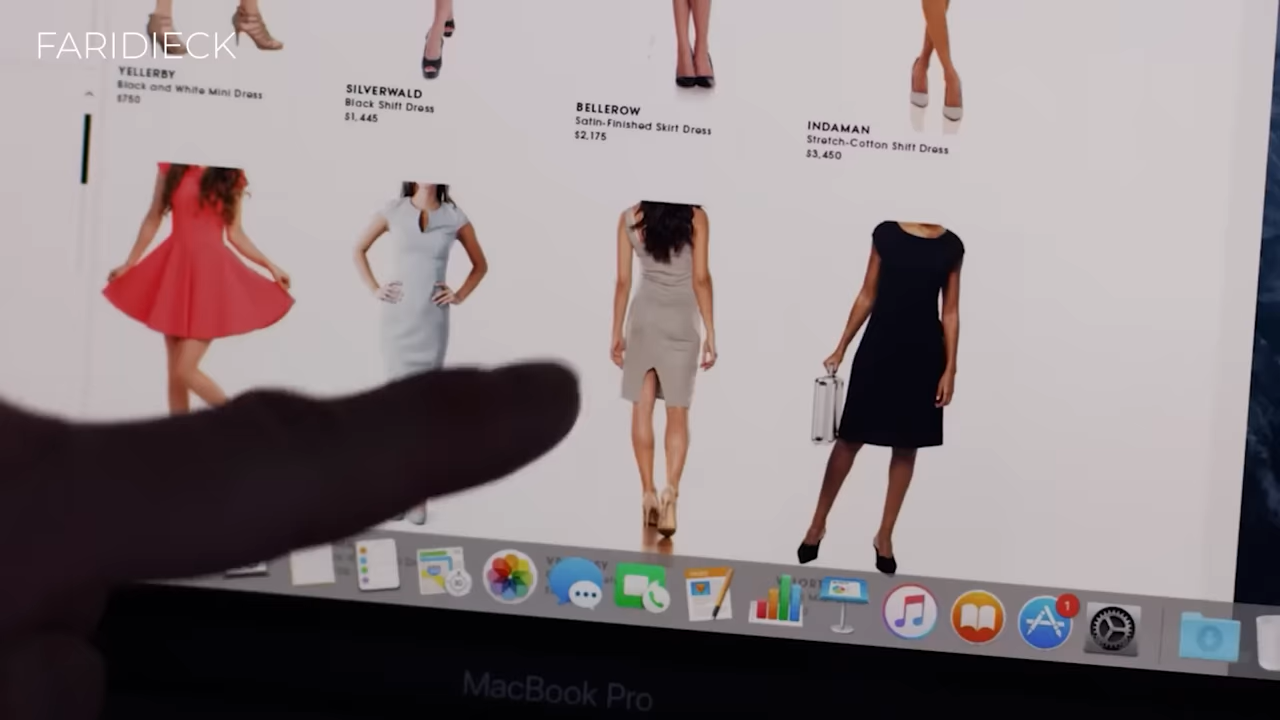 FARIDIECK
YELLERBY
Black and White Mini Dress
$750
SILVERWALD
Black Shift Dress
$1,445
BELLEROW
Satin-Finished Skirt Dress
$2,175
INDAMAN
Stretch-Cotton Shift Dress
$3,450
1
MacBook Pro